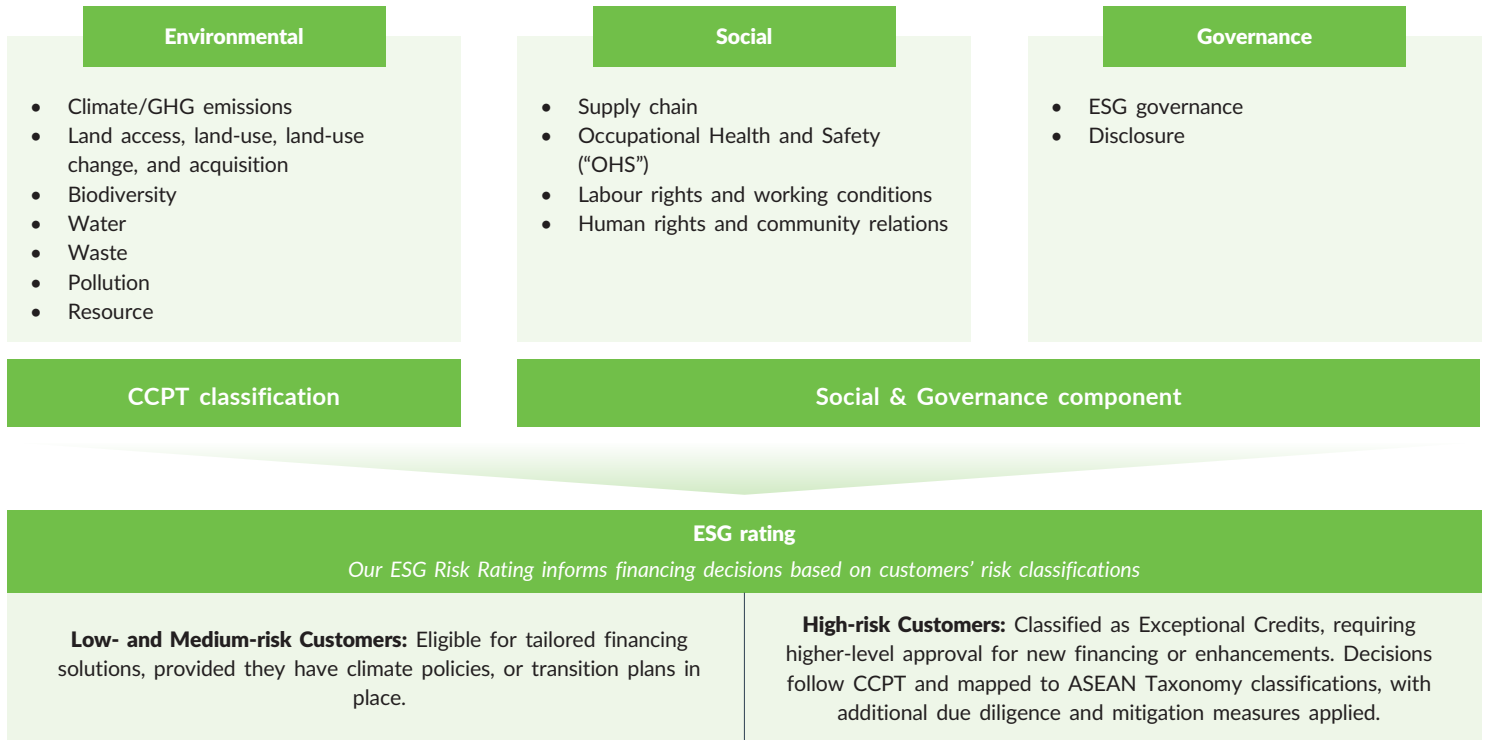 Environmental
• Climate/GHG emissions
• Land access, land-use, land-use
change, and acquisition
• Biodiversity
• Water
• Waste
• Pollution
• Resource
Social
• Supply chain
• Occupational Health and Safety
(“OHS”)
• Labour rights and working conditions
• Human rights and community relations
Governance
• ESG governance
• Disclosure
CCPT classification
Social & Governance component
ESG rating
Our ESG Risk Rating informs financing decisions based on customers’ risk classifications
Low- and Medium-risk Customers: Eligible for tailored financing
solutions, provided they have climate policies, or transition plans in
place.
High-risk Customers: Classified as Exceptional Credits, requiring
higher-level approval for new financing or enhancements. Decisions
follow CCPT and mapped to ASEAN Taxonomy classifications, with
additional due diligence and mitigation measures applied.